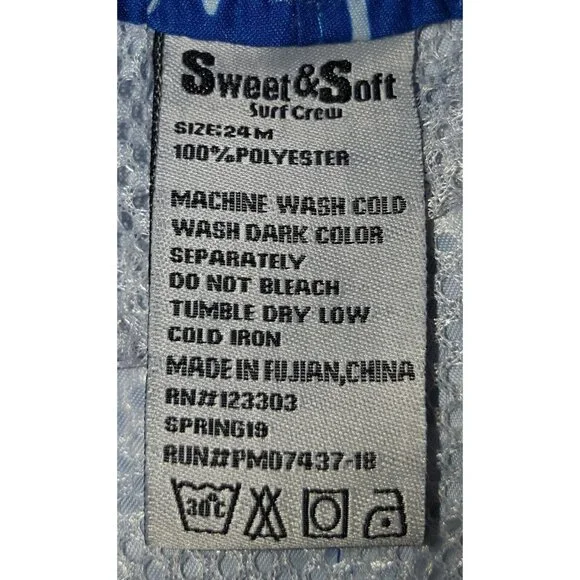 Sweet&Soft
Surf Crew
SIZE:24M
100%POLYESTER
MACHINE WASH COLD
WASH DARK COLOR
SEPARATELY
DO NOT BLEACH
TUMBLE DRY LOW
COLD IRON
MADE IN FUJIAN,CHINA
RN#123303
SPRING19
RUN#PM07437-18
30°C